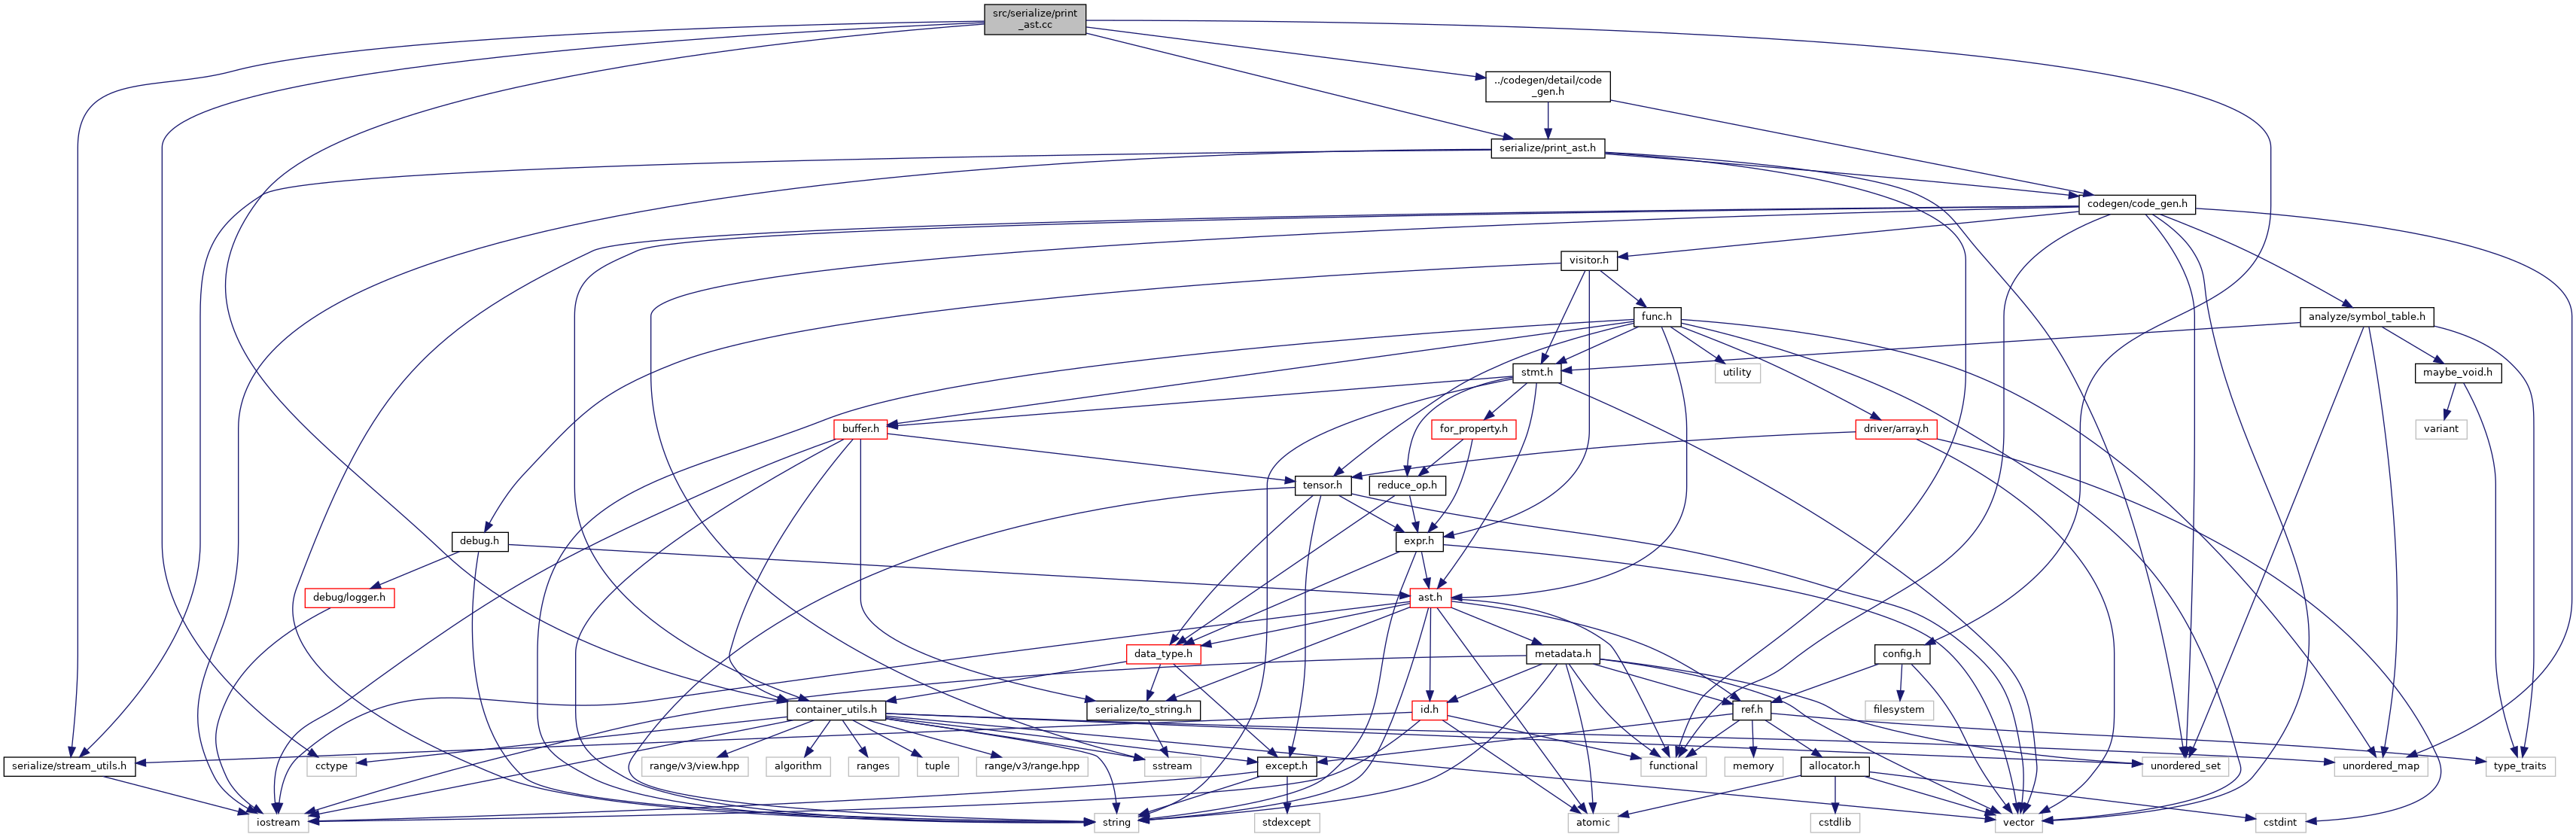 src/serialize/print
_ast.cc
../codegen/detail/code
_gen.h
serialize/print_ast.h
codegen/code_gen.h
visitor.h
func.h
analyze/symbol_table.h
stmt.h
utility
maybe_void.h
buffer.h
for_property.h
driver/array.h
variant
tensor.h
reduce_op.h
debug.h
expr.h
debug/logger.h
ast.h
data_type.h
metadata.h
config.h
container_utils.h
serialize/to_string.h
id.h
ref.h
filesystem
serialize/stream_utils.h
cctype
range/v3/view.hpp
algorithm
ranges
tuple
range/v3/range.hpp
sstream
except.h
functional
memory
allocator.h
unordered_set
unordered_map
type_traits
iostream
string
stdexcept
atomic
cstdlib
vector
cstdint